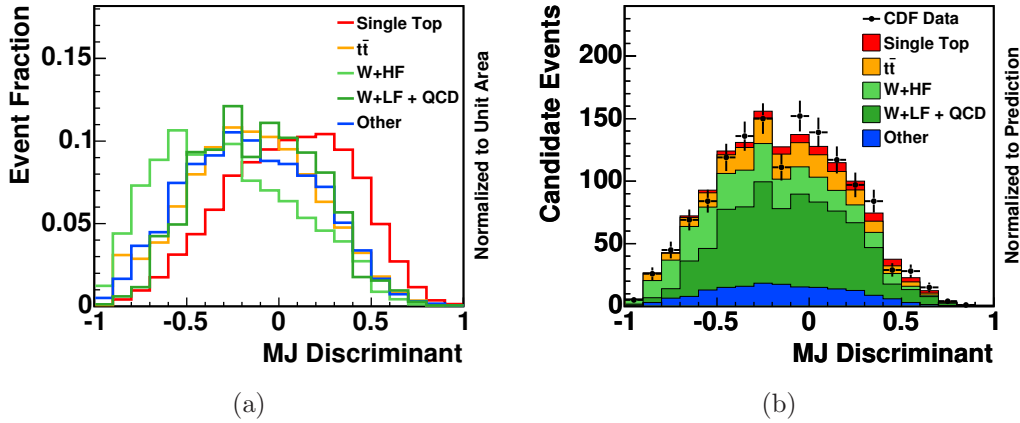 Event Fraction
0.15
0.1
0.05
0
-1
-0.5
0
0.5
1
MJ Discriminant
Normalized to Unit Area
Single Top
tt̄
W+HF
W+LF + QCD
Other
(a)
Candidate Events
200
150
100
50
0
-1
-0.5
0
0.5
1
MJ Discriminant
Normalized to Prediction
CDF Data
Single Top
tt̄
W+HF
W+LF + QCD
Other
(b)